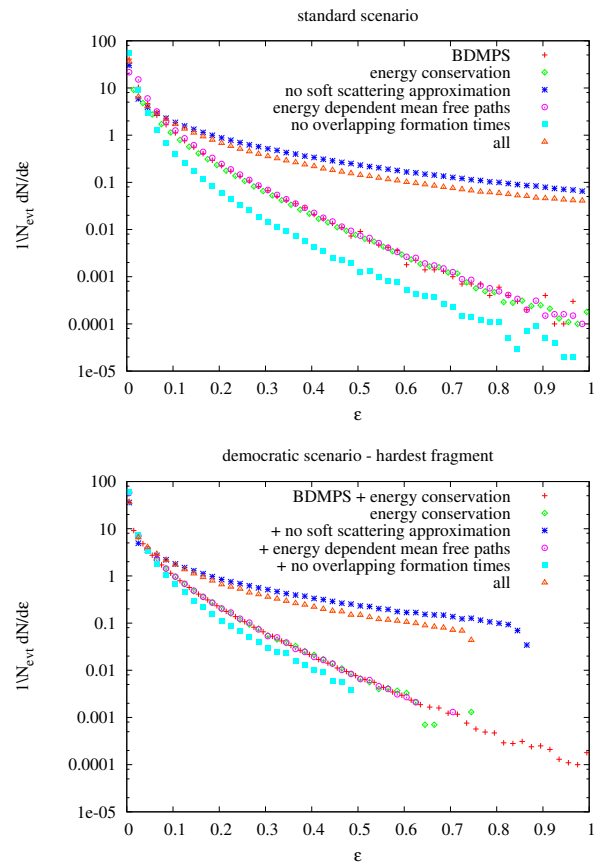 standard scenario
100
10
1
0.1
0.01
0.001
0.0001
1e-05
1\N_evt dN/dε
BDMPS
energy conservation
no soft scattering approximation
energy dependent mean free paths
no overlapping formation times
all
0 0.1 0.2 0.3 0.4 0.5 0.6 0.7 0.8 0.9 1
ε
democratic scenario - hardest fragment
100
10
1
0.1
0.01
0.001
0.0001
1e-05
1\N_evt dN/dε
BDMPS + energy conservation
energy conservation
+ no soft scattering approximation
+ energy dependent mean free paths
+ no overlapping formation times
all
0 0.1 0.2 0.3 0.4 0.5 0.6 0.7 0.8 0.9 1
ε